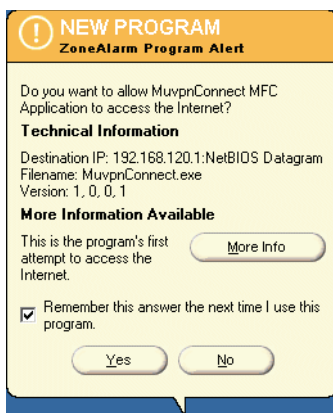 NEW PROGRAM
ZoneAlarm Program Alert
Do you want to allow MuvpnConnect MFC
Application to access the Internet?
Technical Information
Destination IP: 192.168.120.1:NetBIOS Datagram
Filename: MuvpnConnect.exe
Version: 1, 0, 0, 1
More Information Available
This is the program's first
attempt to access the
Internet.
More Info
Remember this answer the next time I use this
program.
Yes
No